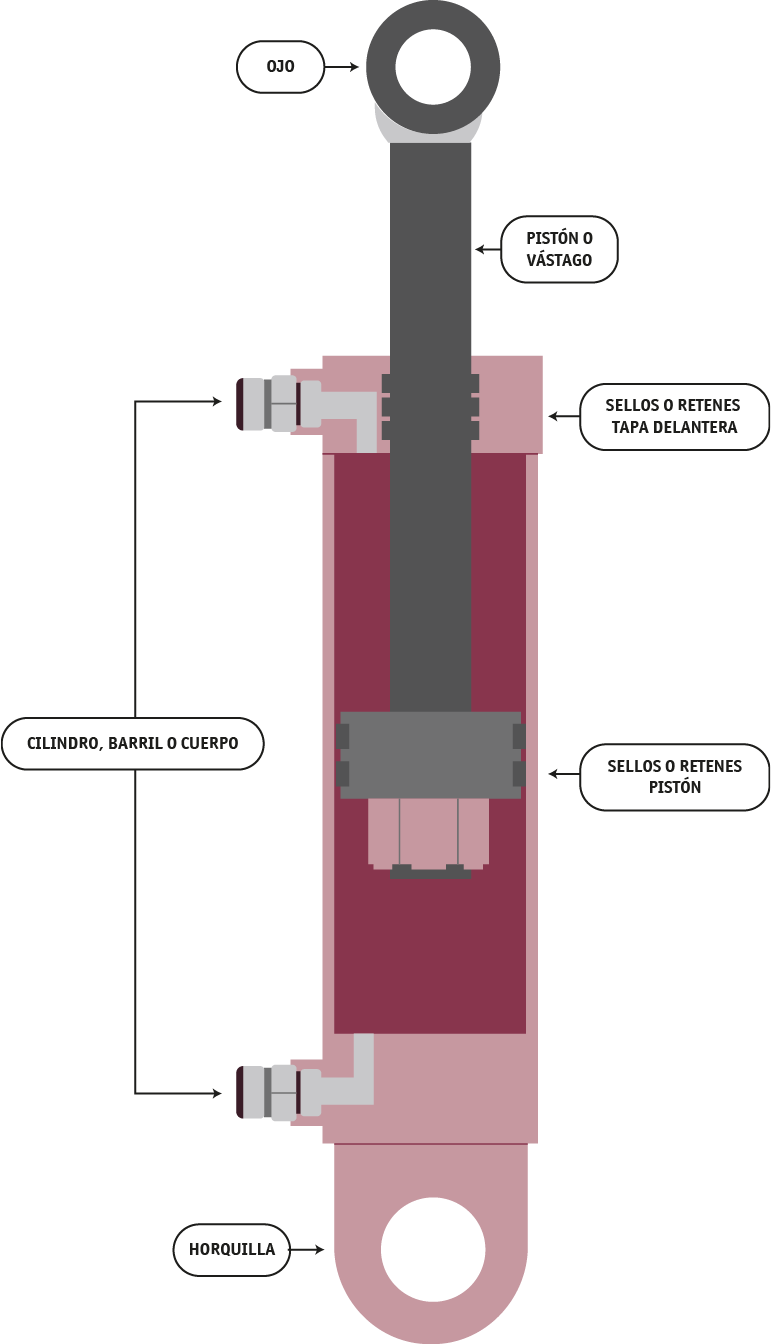 OJO
PISTÓN O
VÁSTAGO
SELLOS O RETENES
TAPA DELANTERA
CILINDRO, BARRIL O CUERPO
SELLOS O RETENES
PISTÓN
HORQUILLA